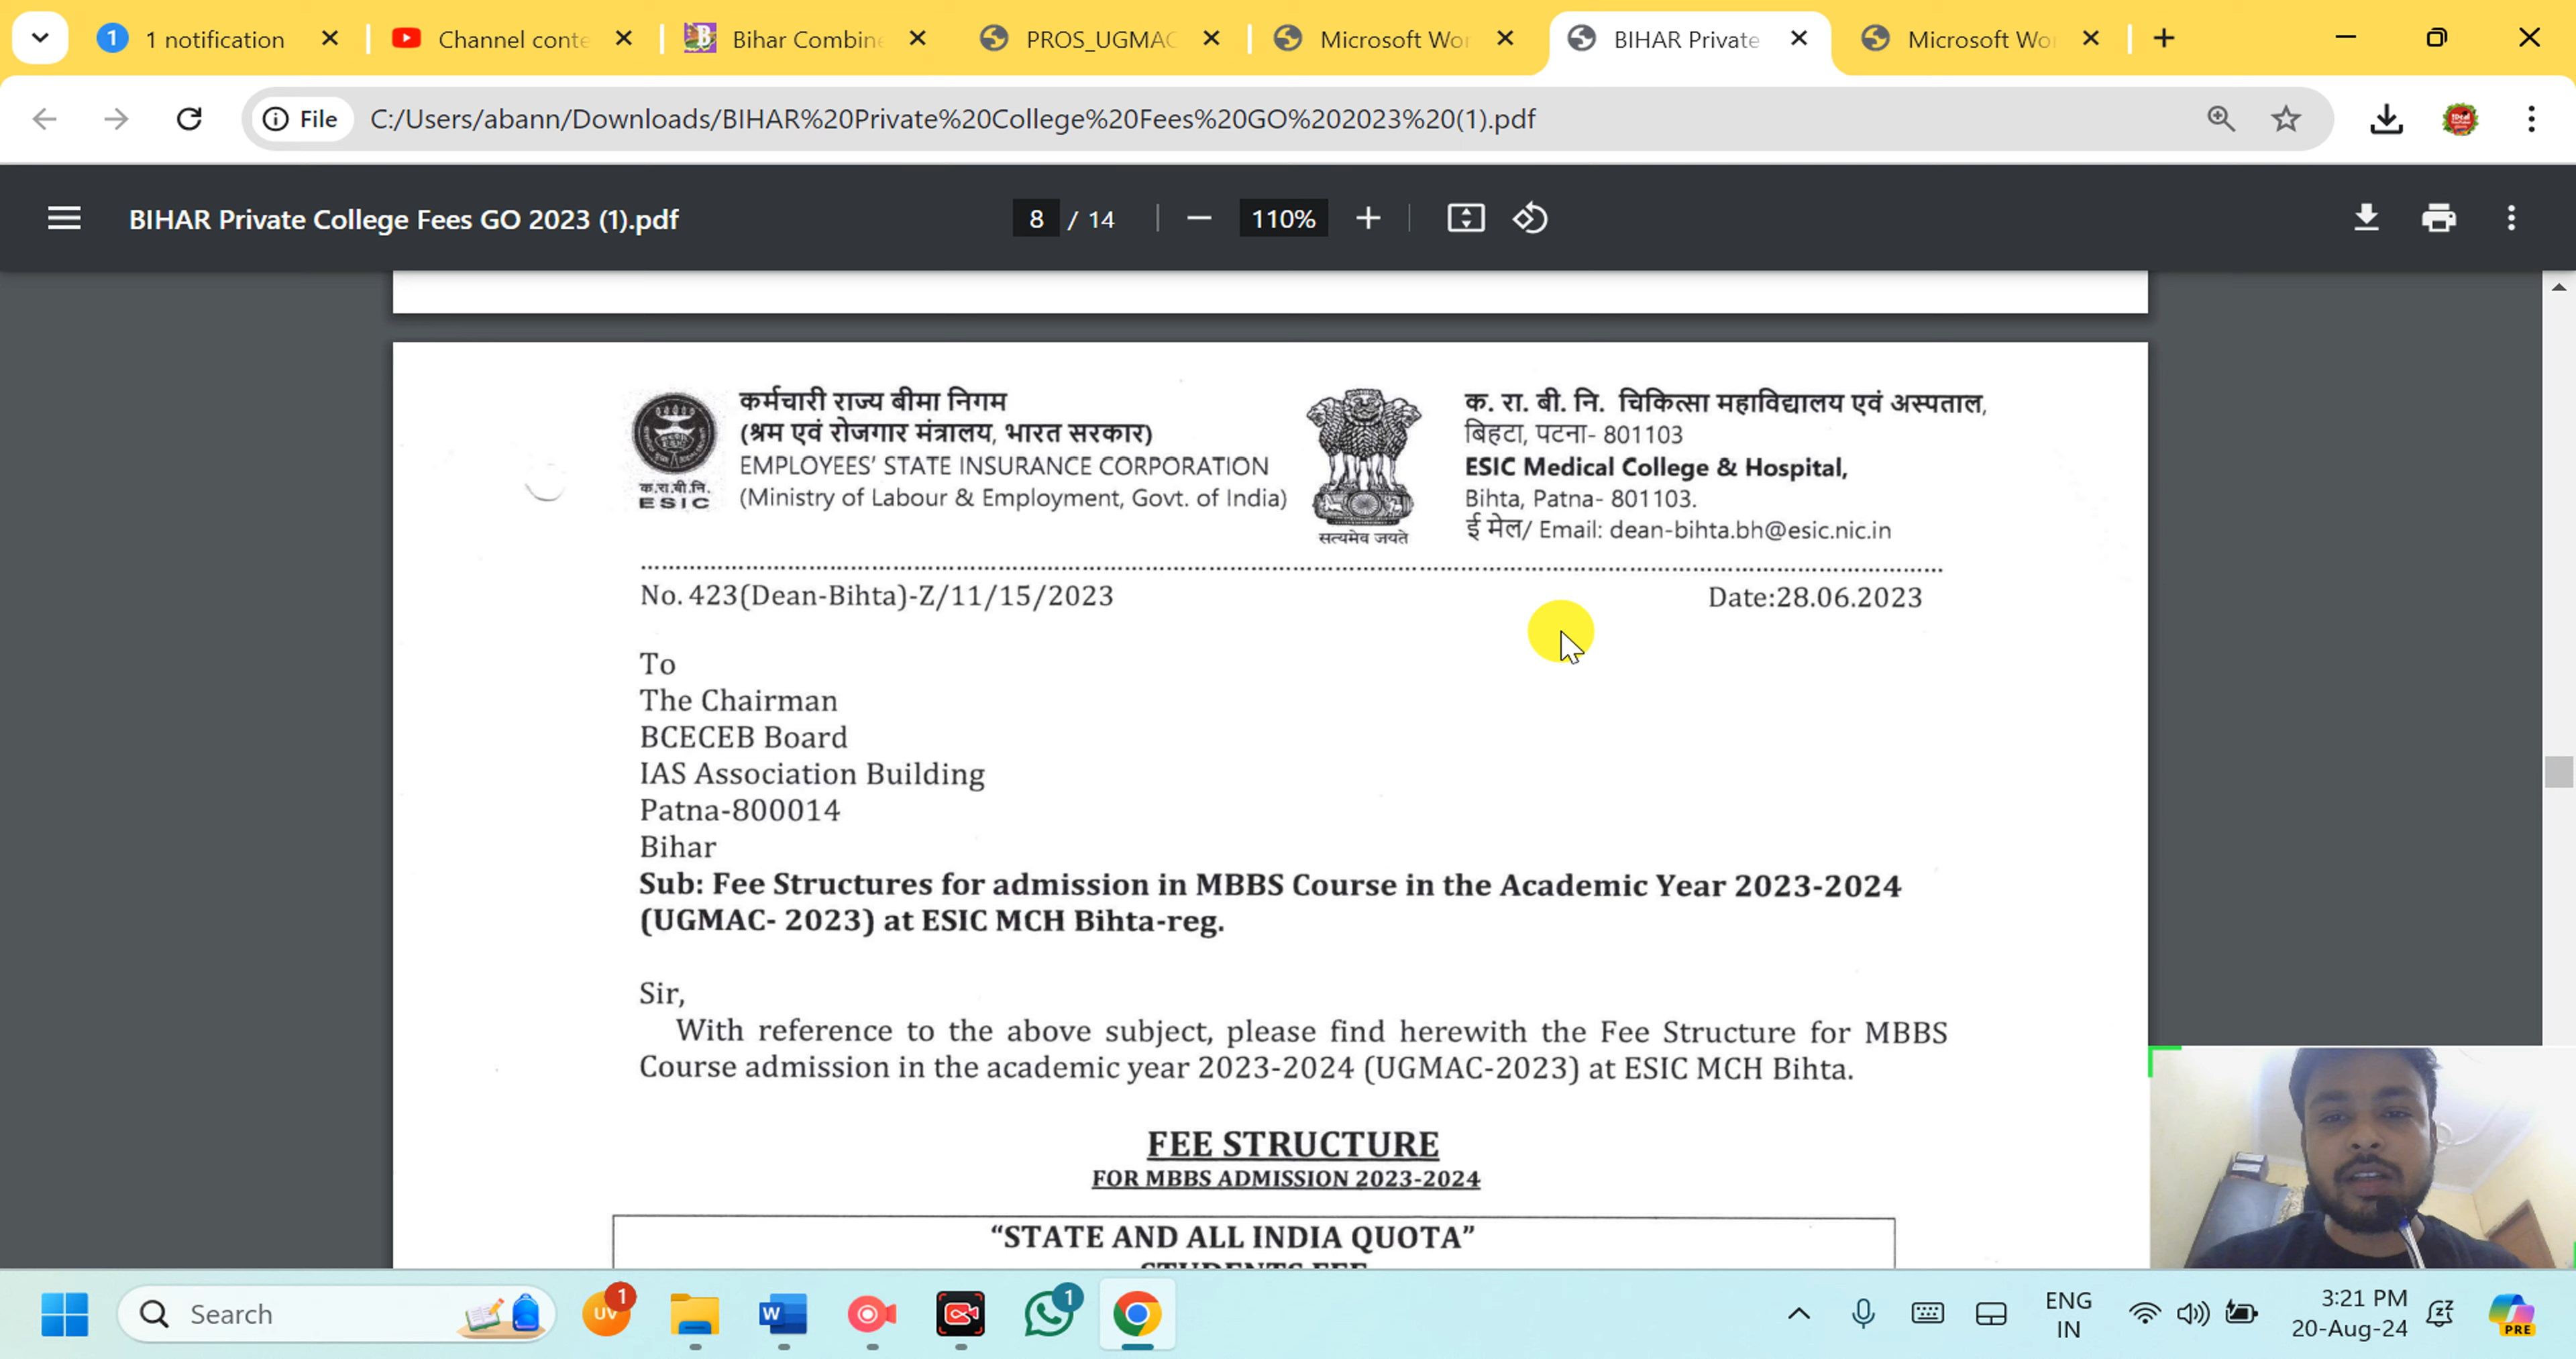 1 notification
Channel conte
Bihar Combine
PROS_UGMAC
Microsoft Wor
BIHAR Private
Microsoft Wo
File
C:/Users/abann/Downloads/BIHAR%20Private%20College%20Fees%20GO%202023%20(1).pdf
BIHAR Private College Fees GO 2023 (1).pdf
8 / 14
110%
कर्मचारी राज्य बीमा निगम
(श्रम एवं रोजगार मंत्रालय, भारत सरकार)
EMPLOYEES' STATE INSURANCE CORPORATION
(Ministry of Labour & Employment, Govt. of India)
क.रा.बी.नि.
ESIC
सत्यमेव जयते
क. रा. बी. नि. चिकित्सा महाविद्यालय एवं अस्पताल,
बिहटा, पटना- 801103
ESIC Medical College & Hospital,
Bihta, Patna- 801103.
ई मेल/ Email: dean-bihta.bh@esic.nic.in
No. 423(Dean-Bihta)-Z/11/15/2023
Date:28.06.2023
To
The Chairman
BCECEB Board
IAS Association Building
Patna-800014
Bihar
Sub: Fee Structures for admission in MBBS Course in the Academic Year 2023-2024
(UGMAC- 2023) at ESIC MCH Bihta-reg.
Sir,
With reference to the above subject, please find herewith the Fee Structure for MBBS
Course admission in the academic year 2023-2024 (UGMAC-2023) at ESIC MCH Bihta.
FEE STRUCTURE
FOR MBBS ADMISSION 2023-2024
"STATE AND ALL INDIA QUOTA"
STUDENTS FEE
Search
UV
1
W
1
ENG
IN
3:21 PM
20-Aug-24
PRE